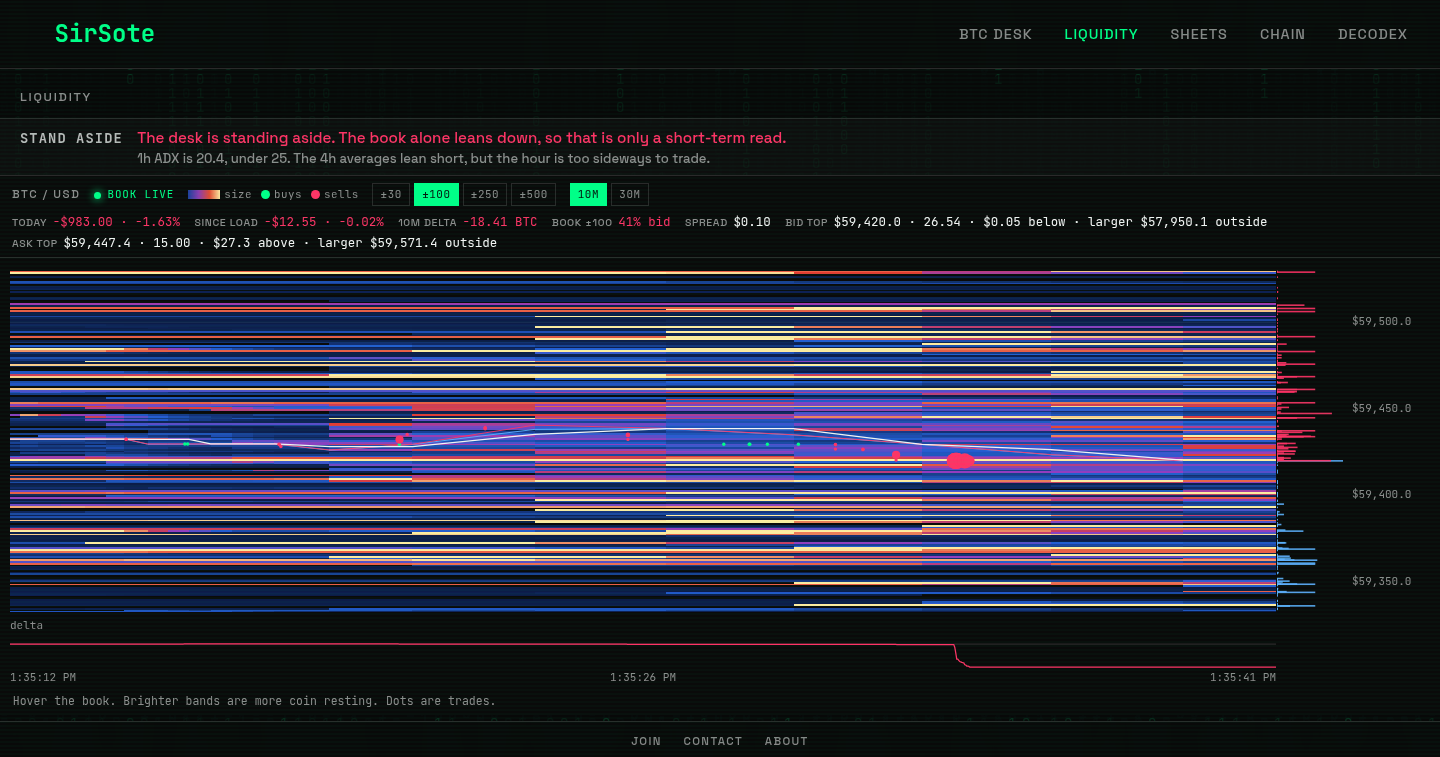 SirSote
BTC DESK LIQUIDITY SHEETS CHAIN DECODEX
LIQUIDITY
STAND ASIDE The desk is standing aside. The book alone leans down, so that is only a short-term read.
1h ADX is 20.4, under 25. The 4h averages lean short, but the hour is too sideways to trade.
BTC / USD BOOK LIVE size buys sells ±30 ±100 ±250 ±500 10M 30M
TODAY -$983.00 · -1.63% SINCE LOAD -$12.55 · -0.02% 10M DELTA -18.41 BTC BOOK ±100 41% bid SPREAD $0.10 BID TOP $59,420.0 · 26.54 · $0.05 below · larger $57,950.1 outside
ASK TOP $59,447.4 · 15.00 · $27.3 above · larger $59,571.4 outside
$59,500.0
$59,450.0
$59,400.0
$59,350.0
delta
1:35:12 PM 1:35:26 PM 1:35:41 PM
Hover the book. Brighter bands are more coin resting. Dots are trades.
JOIN CONTACT ABOUT